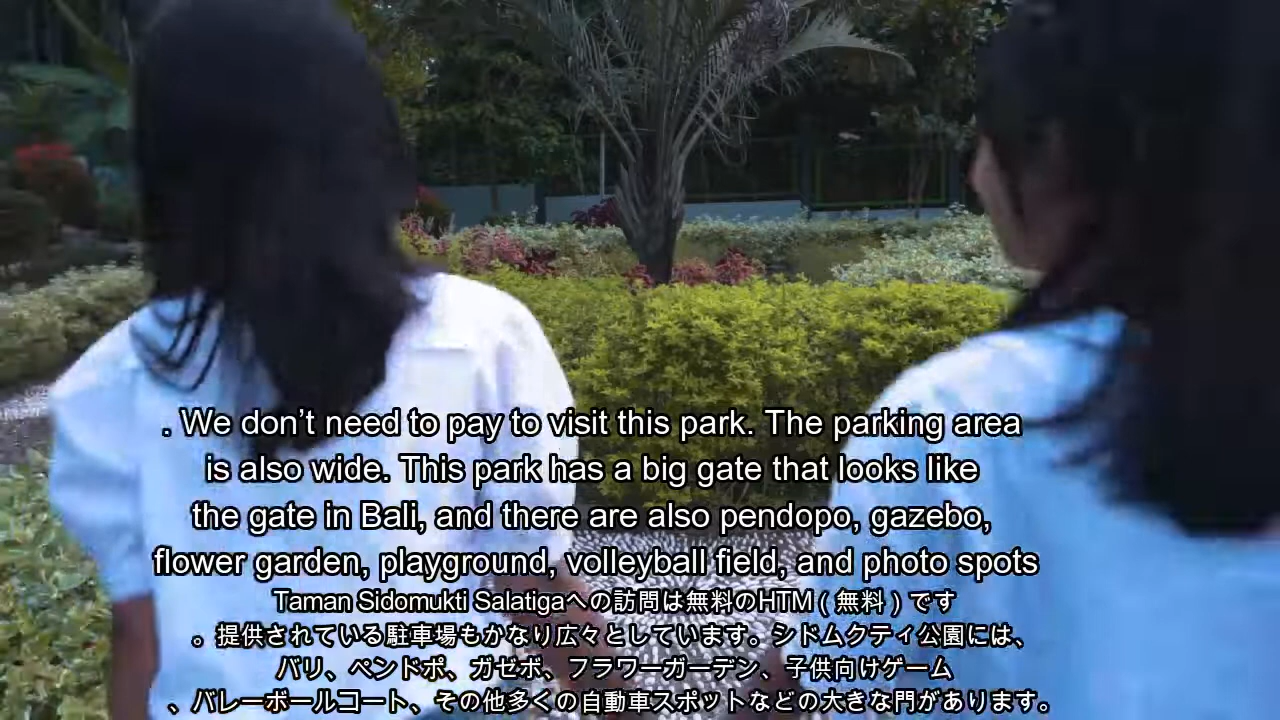 . We don’t need to pay to visit this park. The parking area
is also wide. This park has a big gate that looks like
the gate in Bali, and there are also pendopo, gazebo,
flower garden, playground, volleyball field, and photo spots
Taman Sidomukti Salatigaへの訪問は無料のHTM ( 無料 ) です
。提供されている駐車場もかなり広々としています。シドムクティ公園には、
バリ、ペンドポ、ガゼボ、フラワーガーデン、子供向けゲーム
、バレーボールコート、その他多くの自動車スポットなどの大きな門があります。